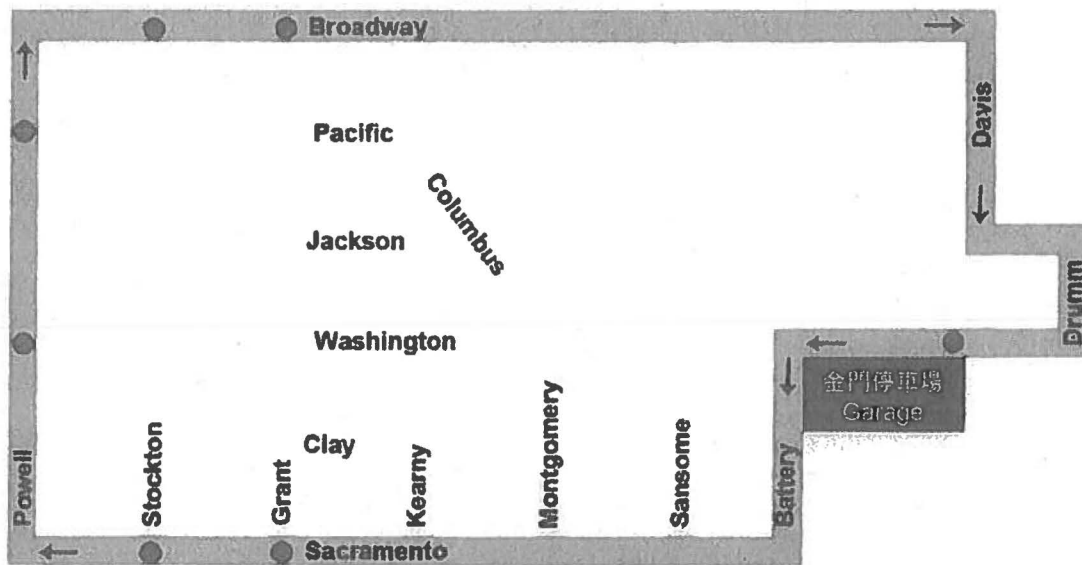 Broadway
Davis
Pacific
Columbus
Jackson
Drumm
Washington
金門停車場
Garage
Clay
Powell
Stockton
Grant
Kearny
Montgomery
Sansome
Battery
Sacramento